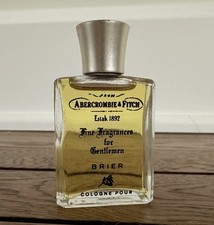 FROM
ABERCROMBIE & FITCH
Estab 1892
Fine Fragrances
for
Gentlemen
BRIER
COLOGNE POUR